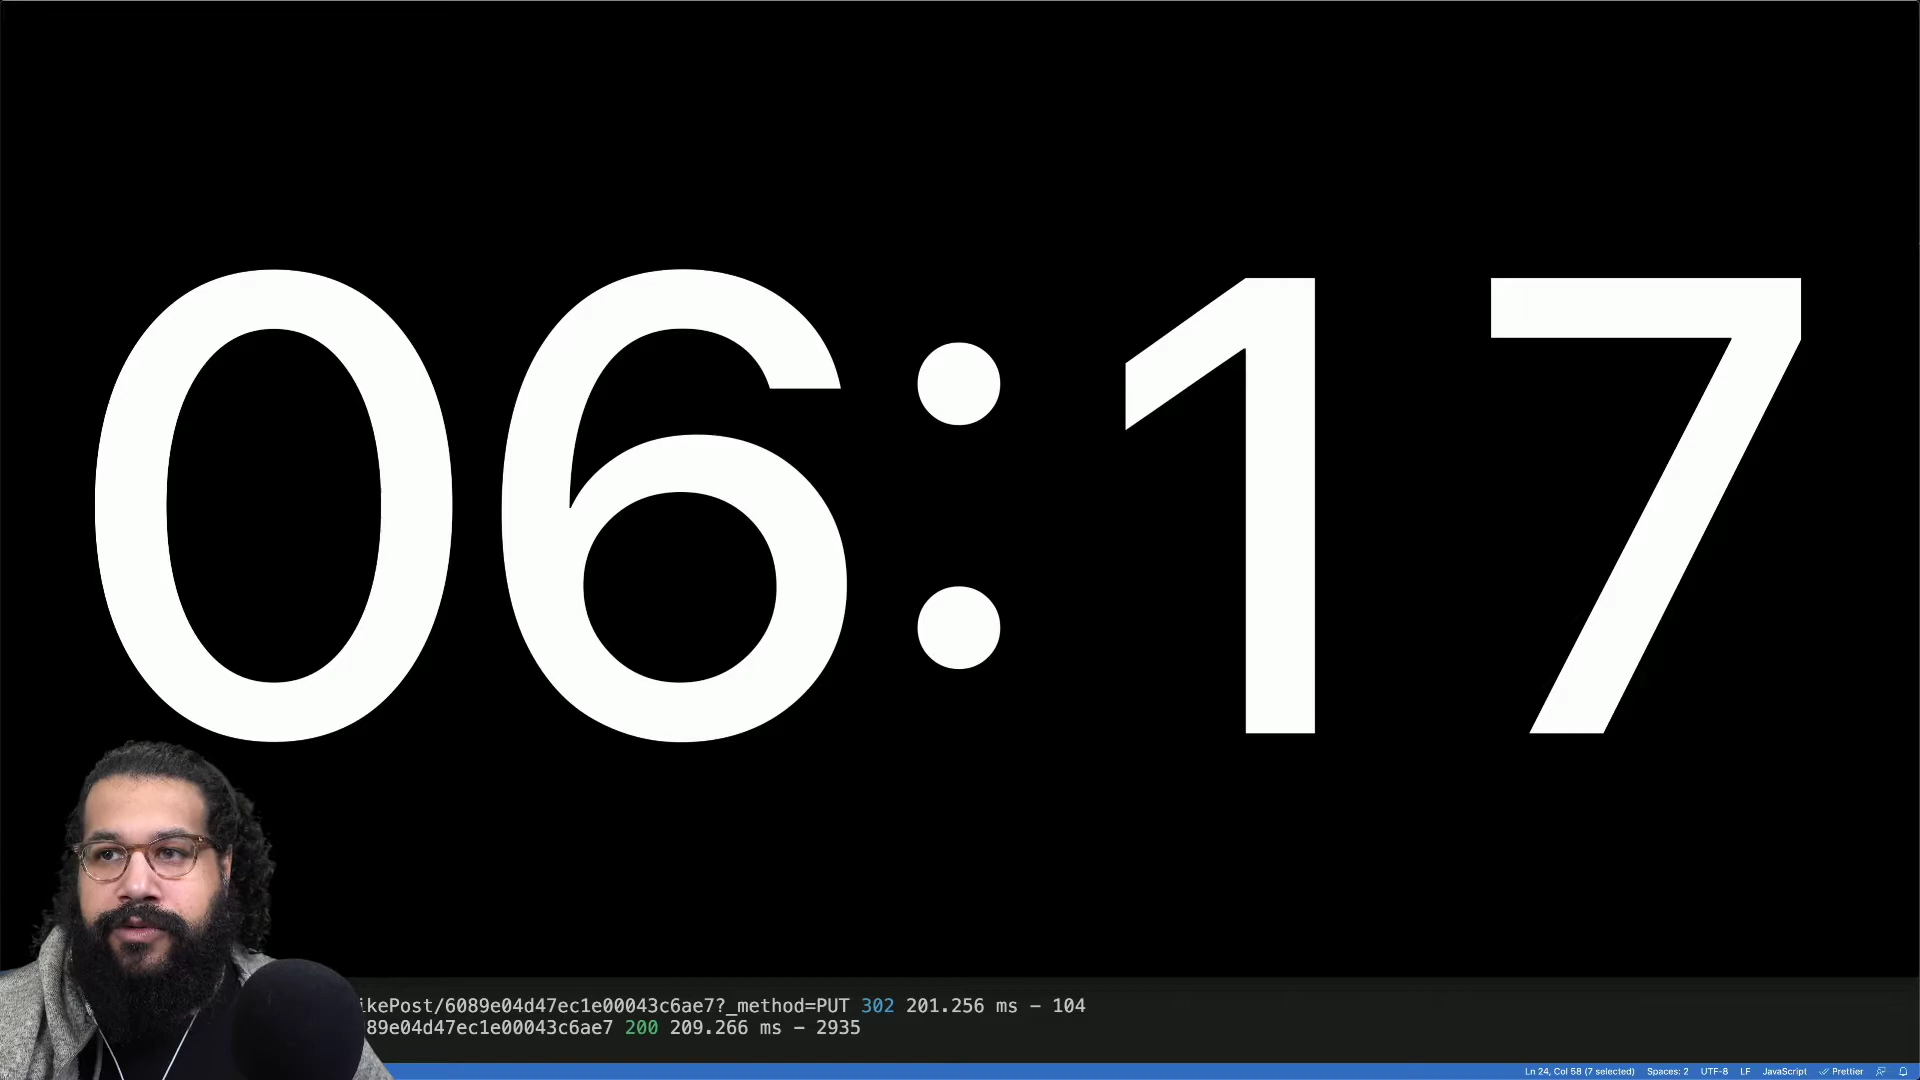 06:17
ikePost/6089e04d47ec1e00043c6ae7?_method=PUT 302 201.256 ms - 104
89e04d47ec1e00043c6ae7 200 209.266 ms - 2935
Ln 24, Col 58 (7 selected) Spaces: 2 UTF-8 LF JavaScript Prettier